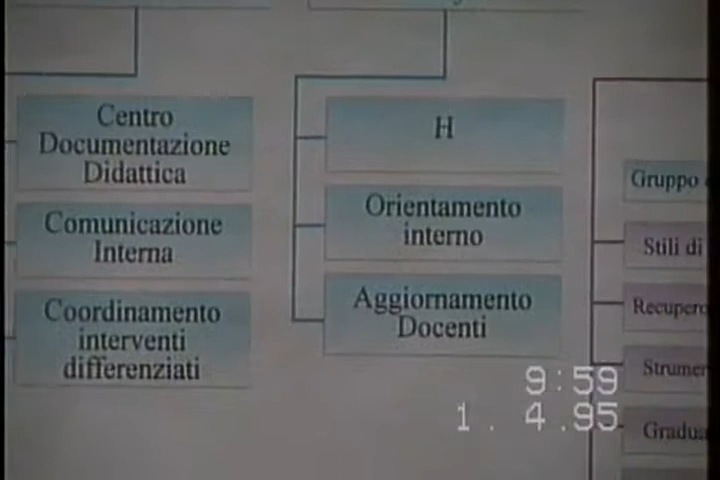 Centro
Documentazione
Didattica
Comunicazione
Interna
Coordinamento
interventi
differenziati
H
Orientamento
interno
Aggiornamento
Docenti
Gruppo
Stili di
9:59
1. 4.95